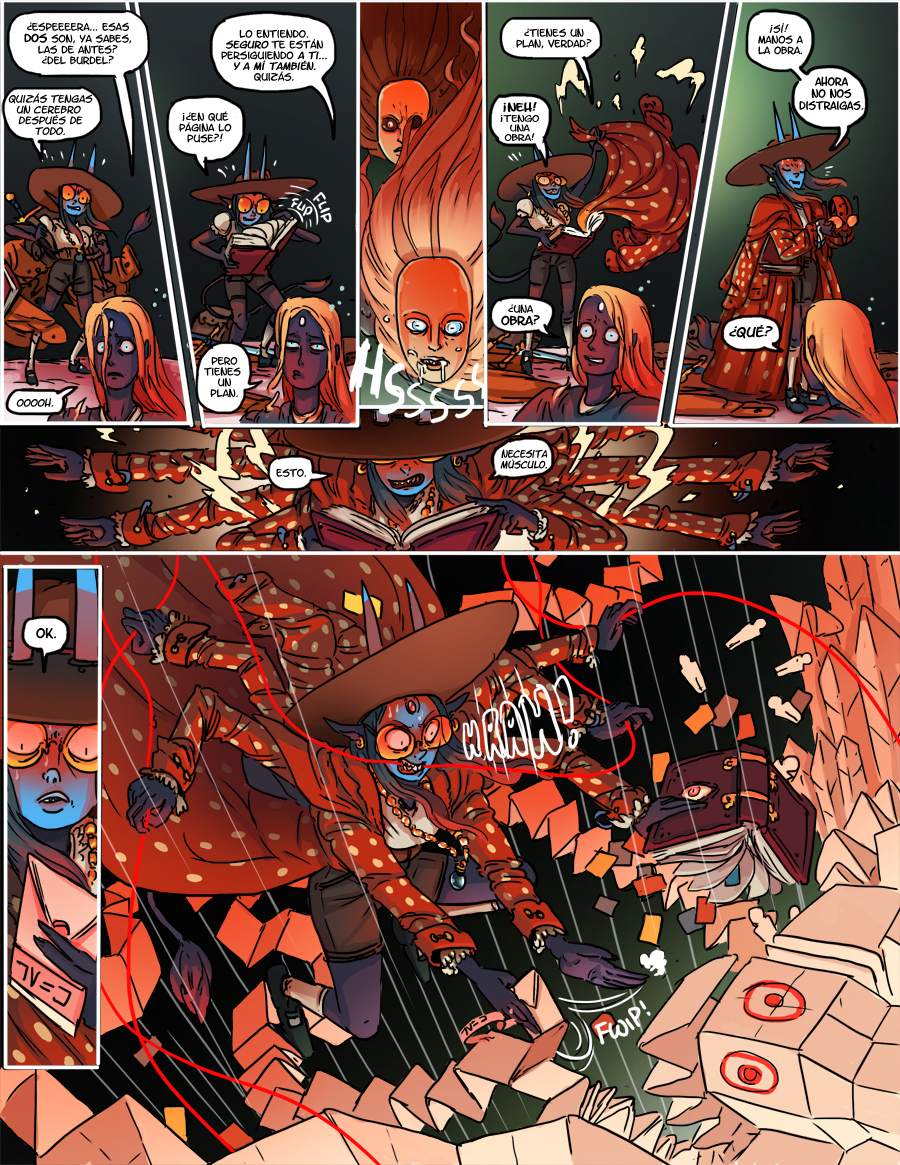 ¿ESPEEEERA... ESAS
DOS SON, YA SABES,
LAS DE ANTES?
¿DEL BURDEL?
QUIZÁS TENGAS
UN CEREBRO
DESPUÉS DE
TODO.
OOOOH.
LO ENTIENDO.
SEGURO TE ESTÁN
PERSIGUIENDO A TI...
Y A MÍ TAMBIÉN.
QUIZÁS.
¡¿EN QUÉ
PÁGINA LO
PUSE?!
FLIP
FLIP
PERO
TIENES
UN
PLAN.
HSSSSS
¿TIENES UN
PLAN, VERDAD?
¡NEH!
¡TENGO
UNA
OBRA!
¿UNA
OBRA?
¡SÍ!
MANOS A
LA OBRA.
AHORA
NO NOS
DISTRAIGAS.
¿QUÉ?
ESTO.
NECESITA
MÚSCULO.
OK.
WRAM!
FWIP!